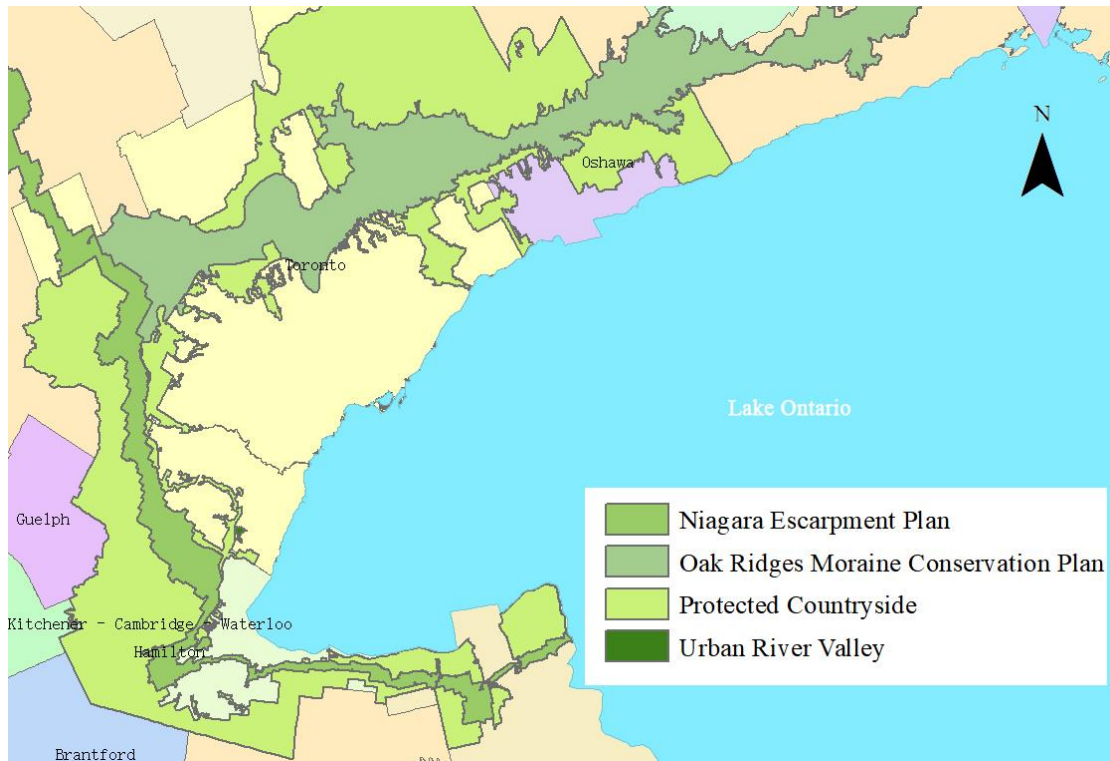 N
Oshawa
Toronto
Lake Ontario
Guelph
Kitchener - Cambridge - Waterloo
Hamilton
Brantford
Niagara Escarpment Plan
Oak Ridges Moraine Conservation Plan
Protected Countryside
Urban River Valley